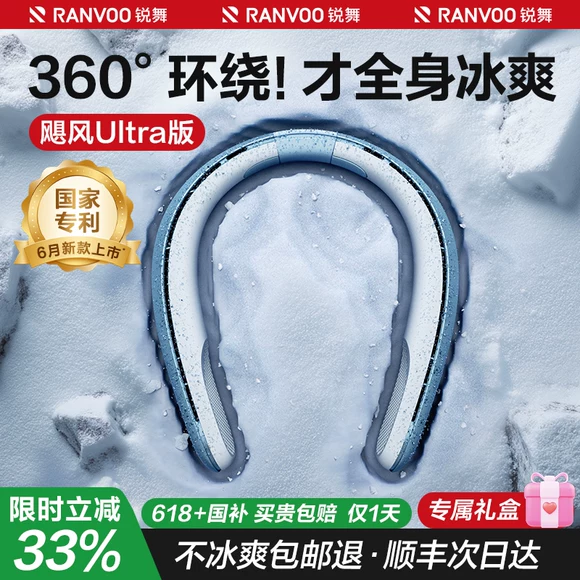 RANVOO 锐舞 RANVOO 锐舞 RANVOO 锐舞
360° 环绕! 才全身冰爽
飓风Ultra版
国家
专利
6月新款上市*
限时立减
33%
618+国补 买贵包赔 仅1天
专属礼盒
不冰爽包邮退·顺丰次日达